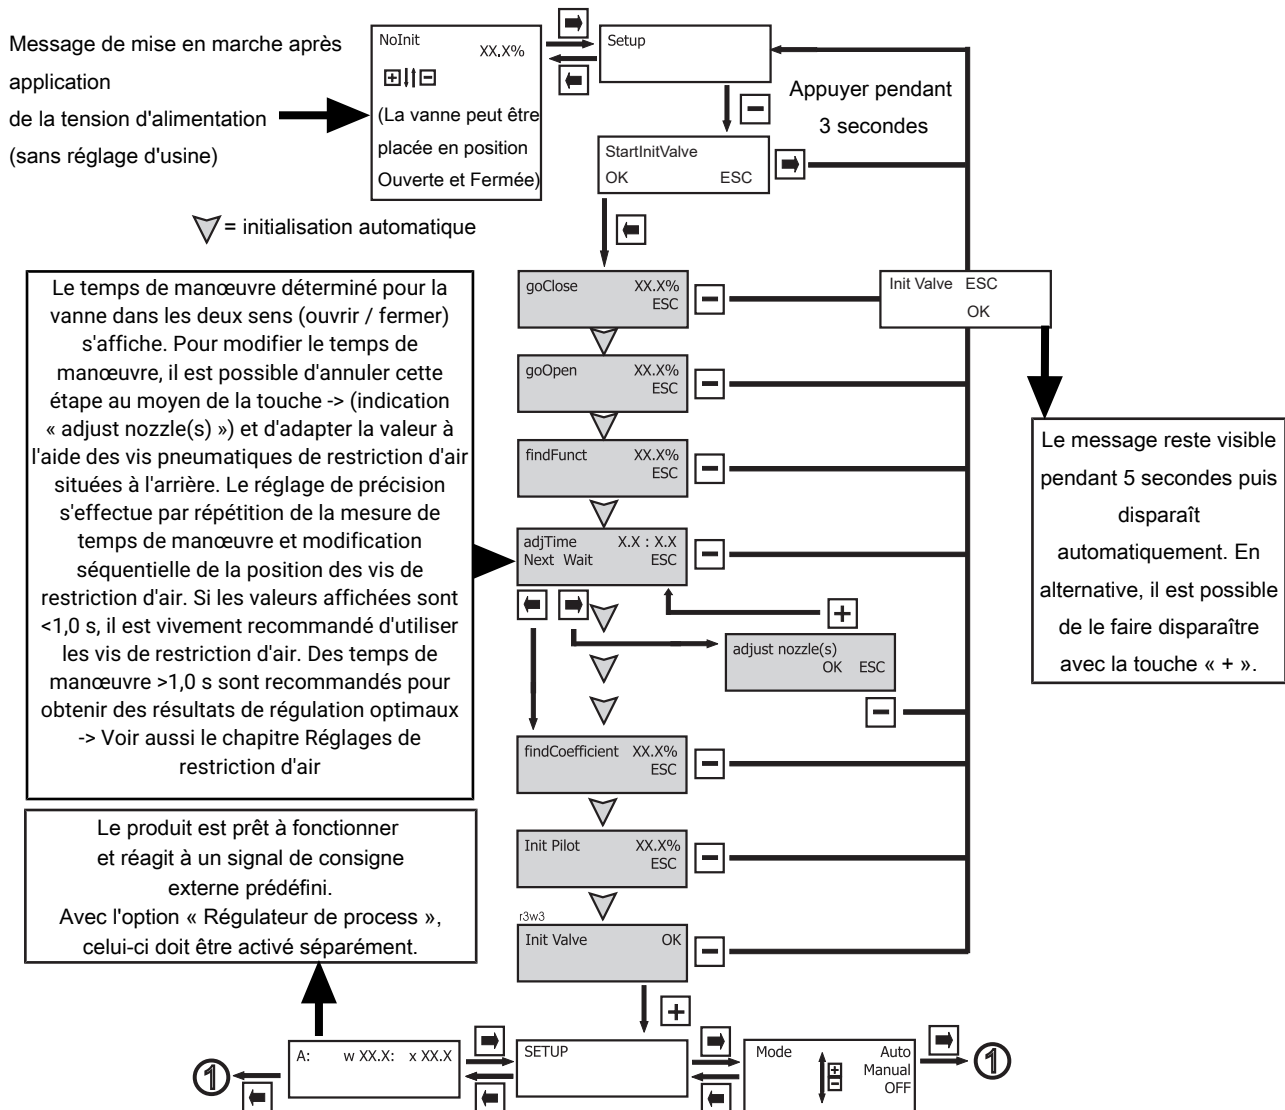 Message de mise en marche après
application
de la tension d'alimentation
(sans réglage d'usine)
NoInit
XX.X%
(La vanne peut être
placée en position
Ouverte et Fermée)
Setup
Appuyer pendant
3 secondes
StartInitValve
OK ESC
= initialisation automatique
Le temps de manœuvre déterminé pour la
vanne dans les deux sens (ouvrir / fermer)
s'affiche. Pour modifier le temps de
manœuvre, il est possible d'annuler cette
étape au moyen de la touche -> (indication
« adjust nozzle(s) ») et d'adapter la valeur à
l'aide des vis pneumatiques de restriction d'air
situées à l'arrière. Le réglage de précision
s'effectue par répétition de la mesure de
temps de manœuvre et modification
séquentielle de la position des vis de
restriction d'air. Si les valeurs affichées sont
<1,0 s, il est vivement recommandé d'utiliser
les vis de restriction d'air. Des temps de
manœuvre >1,0 s sont recommandés pour
obtenir des résultats de régulation optimaux
-> Voir aussi le chapitre Réglages de
restriction d'air
goClose XX.X%
ESC
Init Valve ESC
OK
goOpen XX.X%
ESC
findFunct XX.X%
ESC
adjTime X.X : X.X
Next Wait ESC
adjust nozzle(s)
OK ESC
findCoefficient XX.X%
ESC
Init Pilot XX.X%
ESC
r3w3
Init Valve OK
Le message reste visible
pendant 5 secondes puis
disparaît
automatiquement. En
alternative, il est possible
de le faire disparaître
avec la touche « + ».
Le produit est prêt à fonctionner
et réagit à un signal de consigne
externe prédéfini.
Avec l'option « Régulateur de process »,
celui-ci doit être activé séparément.
1
A: w XX.X: x XX.X
SETUP
Mode Auto
Manual
OFF
1